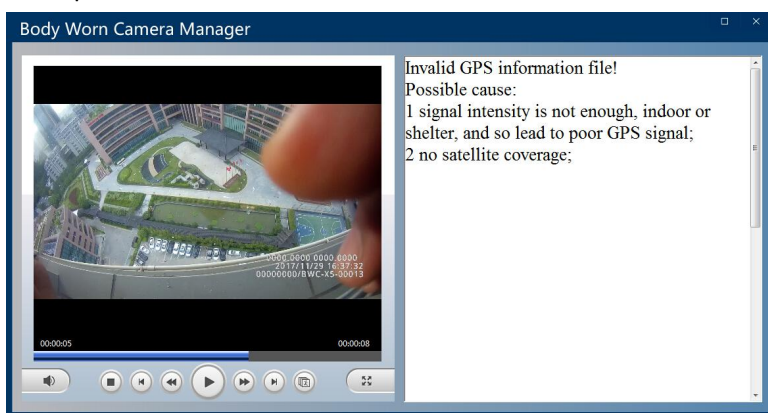 Body Worn Camera Manager
Invalid GPS information file!
Possible cause:
1 signal intensity is not enough, indoor or
shelter, and so lead to poor GPS signal;
2 no satellite coverage;
0000.0000 0000.0000
2017/11/29 16:37:32
00000000/BWC-X5-00013
00:00:05
00:00:08